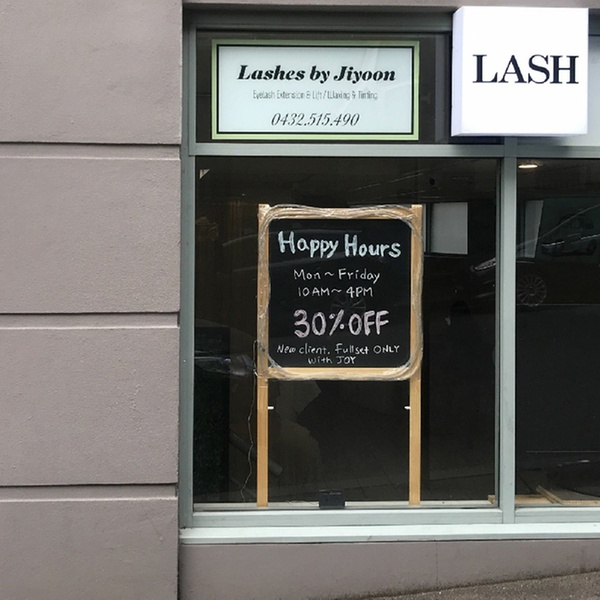 Lashes by Jiyoon
Eyelash Extension & Lift / Waxing & Tinting
0432.515.490
LASH
Happy Hours
Mon ~ Friday
10AM ~ 4PM
30% OFF
New client. Fullset ONLY
with JOY